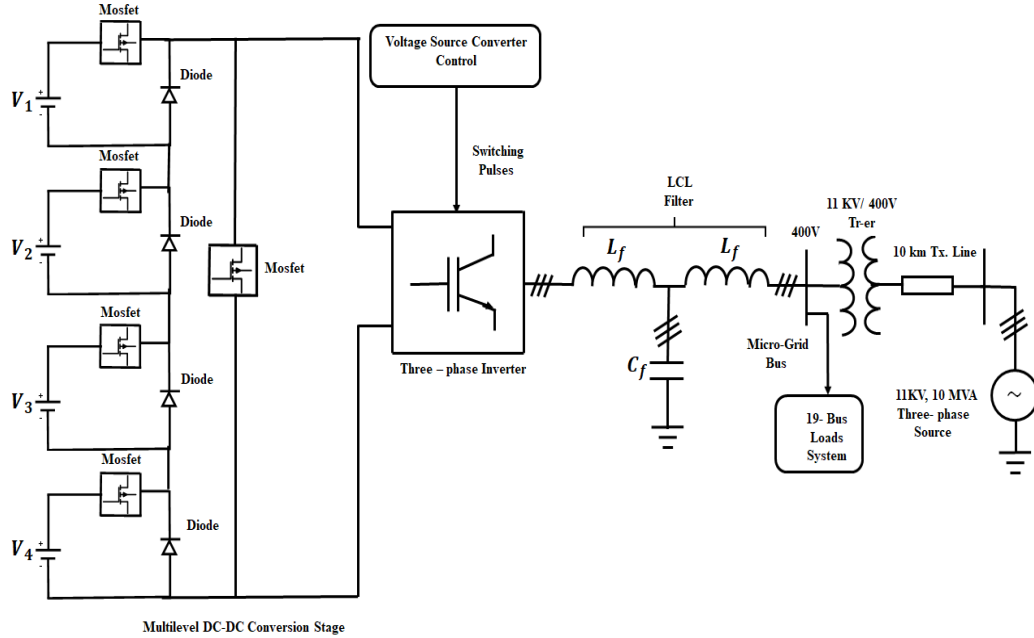 Mosfet
Diode
V1
+
-
Mosfet
Diode
V2
+
-
Mosfet
Mosfet
Diode
V3
+
-
Mosfet
Diode
V4
+
-
Multilevel DC-DC Conversion Stage
Voltage Source Converter
Control
Switching
Pulses
Three – phase Inverter
LCL
Filter
Lf
Lf
Cf
400V
11 KV/ 400V
Tr-er
10 km Tx. Line
Micro-Grid
Bus
19- Bus
Loads
System
11KV, 10 MVA
Three- phase
Source
~